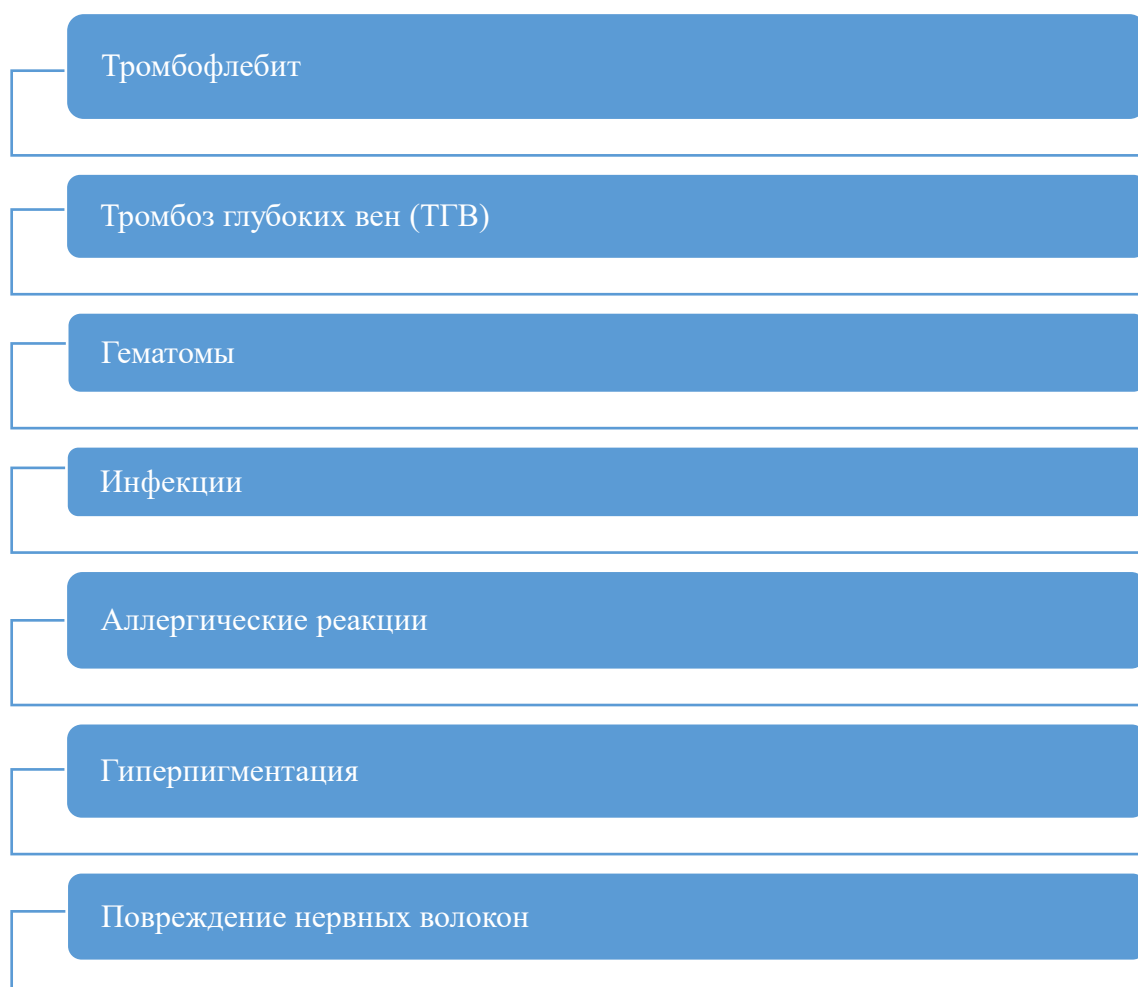 Тромбофлебит
Тромбоз глубоких вен (ТГВ)
Гематомы
Инфекции
Аллергические реакции
Гиперпигментация
Повреждение нервных волокон